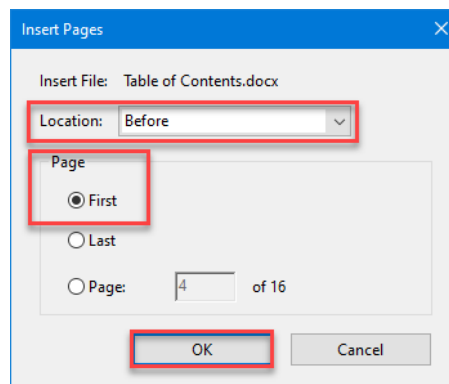 Insert Pages
Insert File: Table of Contents.docx
Location: Before
Page
First
Last
Page: 4 of 16
OK Cancel